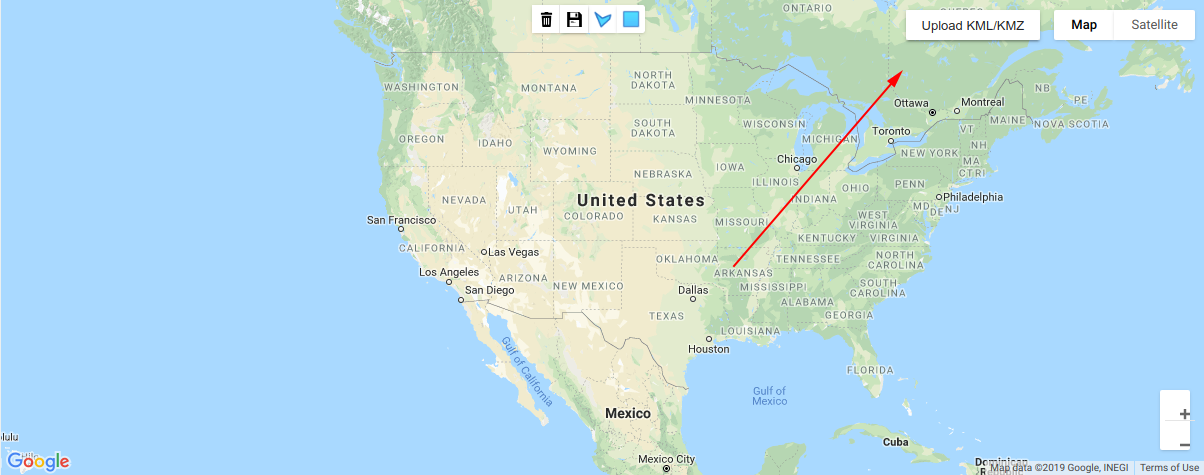 ONTARIO
QUEBEC
Upload KML/KMZ
Map
Satellite
WASHINGTON
MONTANA
NORTH
DAKOTA
MINNESOTA
Ottawa
Montreal
NB
PE
MAINE
NOVA SCOTIA
OREGON
IDAHO
SOUTH
DAKOTA
WISCONSIN
MICHIGAN
Toronto
VT
NH
WYOMING
NEW YORK
MA
CT
RI
Chicago
IOWA
NEBRASKA
ILLINOIS
INDIANA
OHIO
PENN
NEVADA
UTAH
United States
COLORADO
KANSAS
MISSOURI
WEST
VIRGINIA
MD
DE
NJ
Philadelphia
San Francisco
CALIFORNIA
Las Vegas
KENTUCKY
VIRGINIA
OKLAHOMA
ARKANSAS
TENNESSEE
NORTH
CAROLINA
Los Angeles
San Diego
ARIZONA
NEW MEXICO
Dallas
MISSISSIPPI
ALABAMA
SOUTH
CAROLINA
TEXAS
LOUISIANA
GEORGIA
Houston
FLORIDA
Gulf of California
Gulf of
Mexico
Mexico
Cuba
Mexico City
Dominican
lulu
Google
Map data ©2019 Google, INEGI
Terms of Use